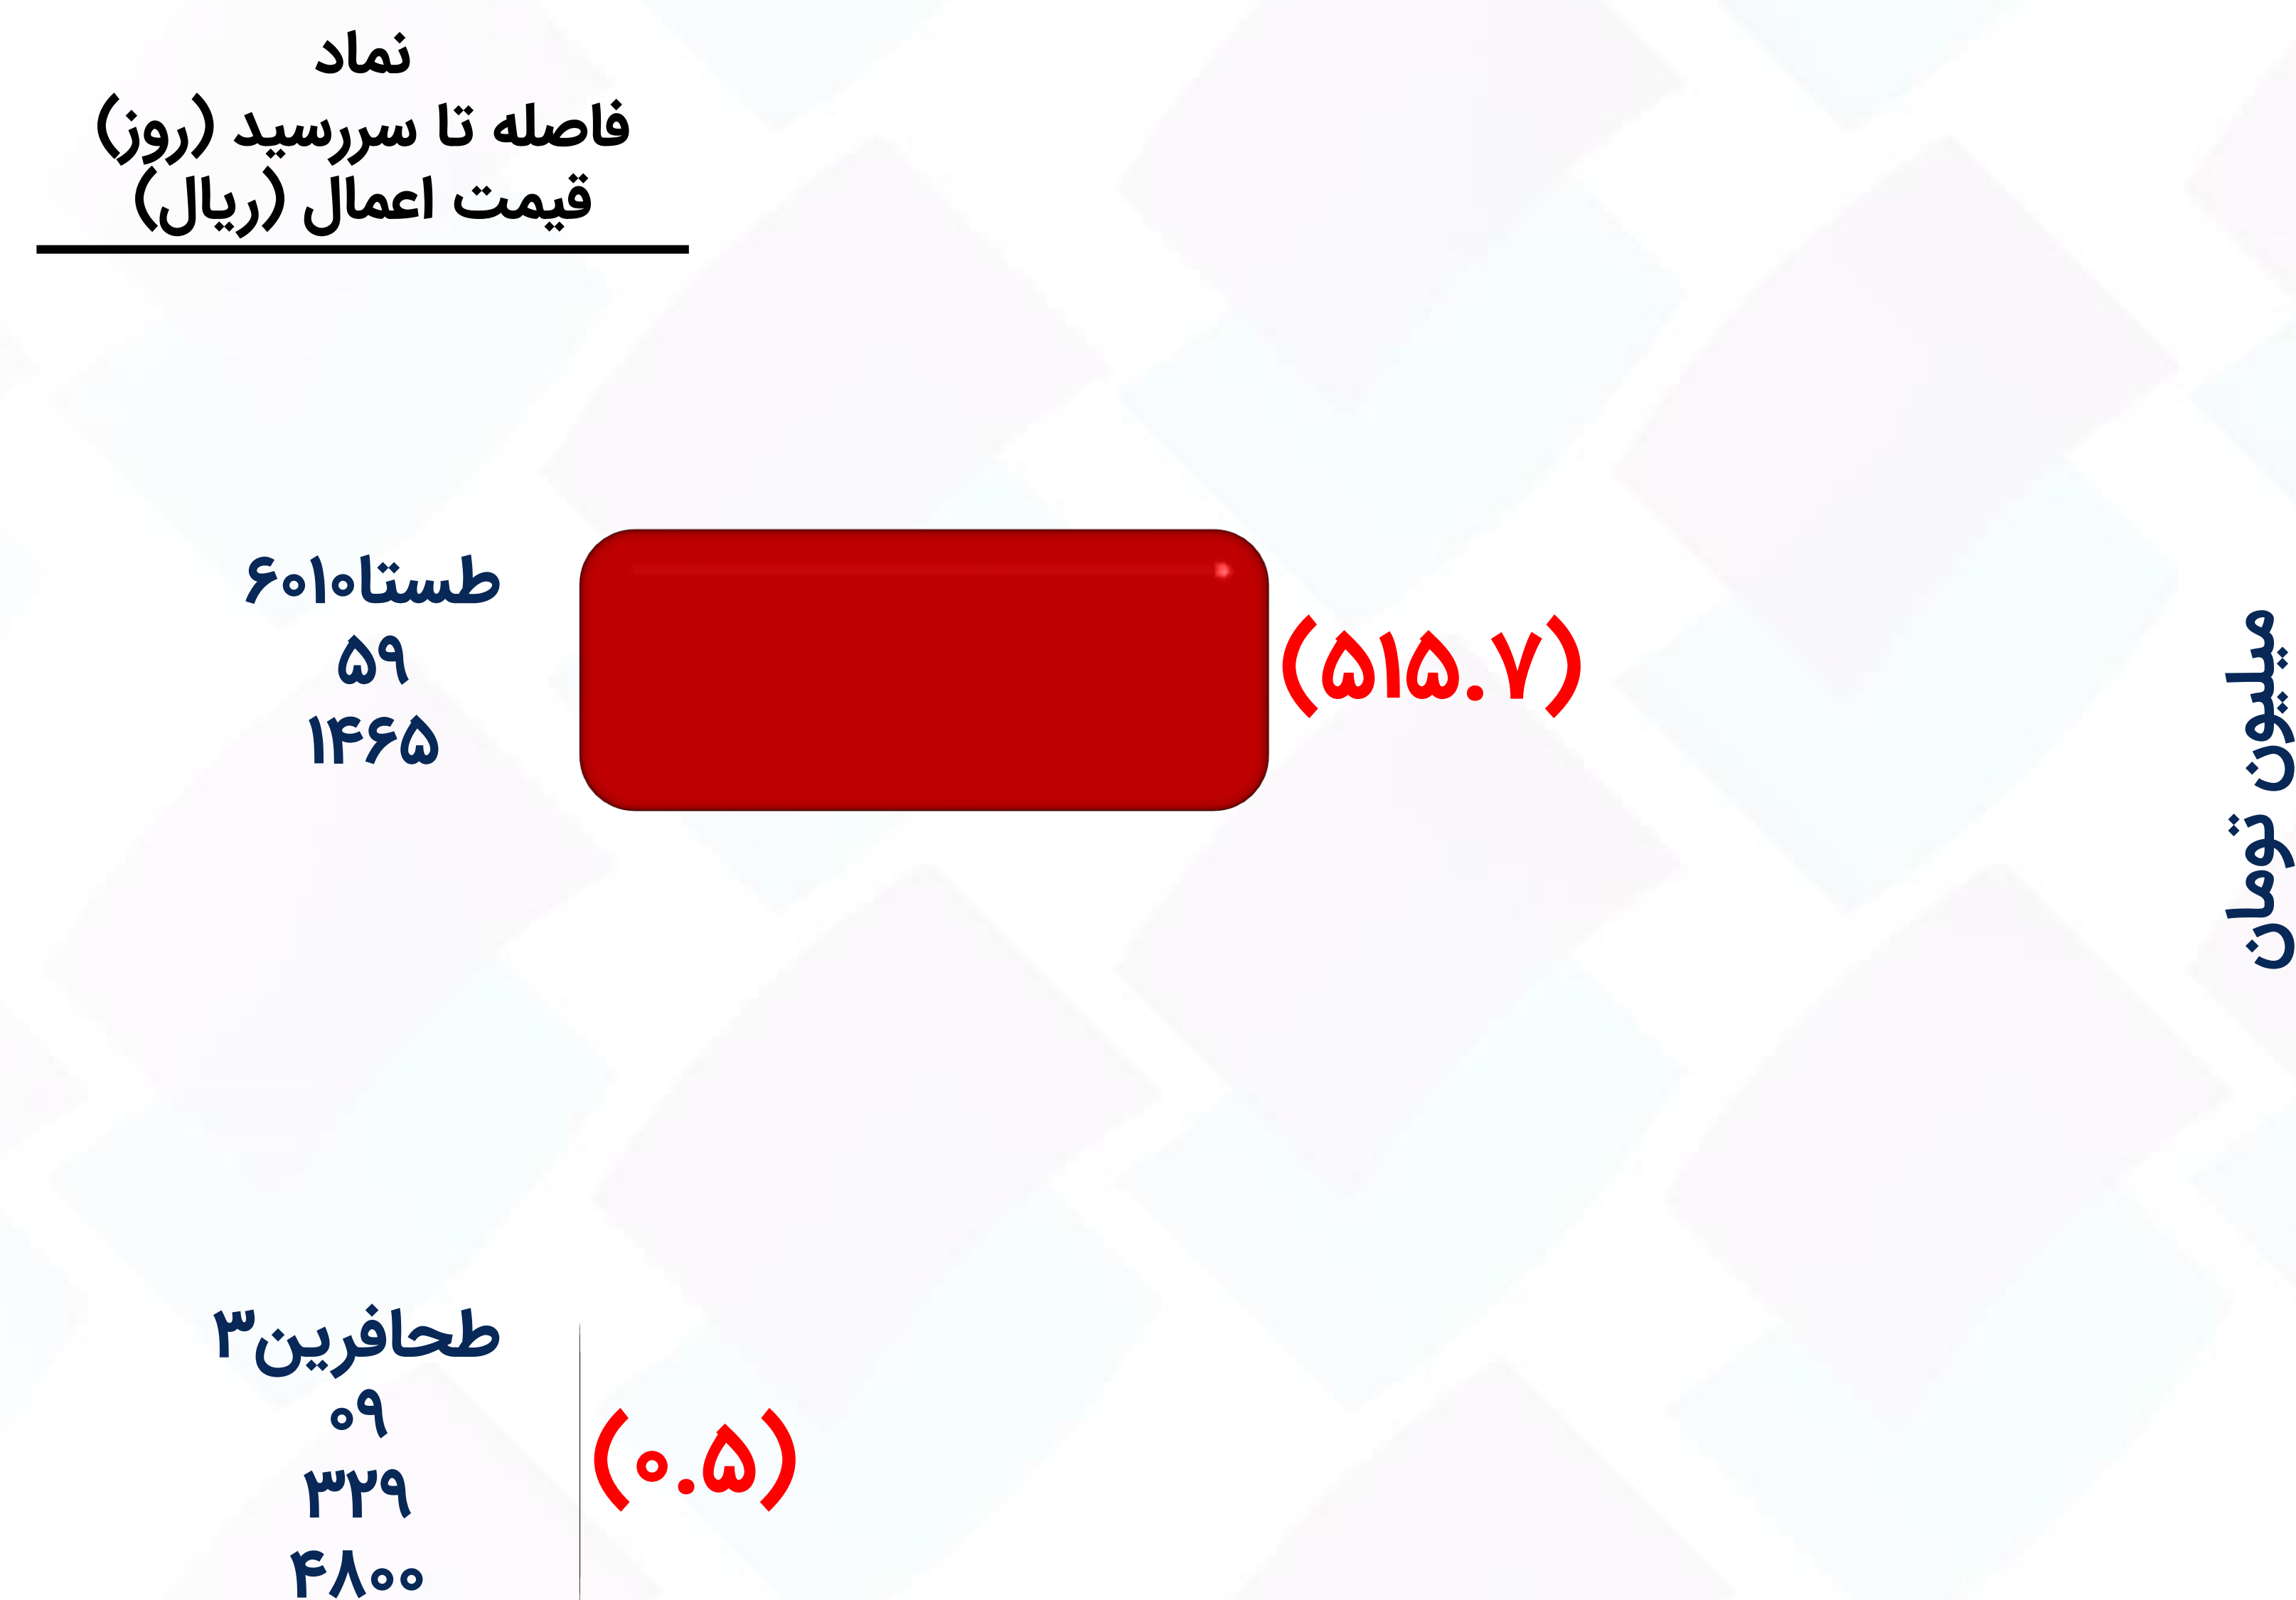 نماد
فاصله تا سررسید (روز)
قیمت اعمال (ریال)
طستا۶۰۱۰
۵۹
۱۴۶۵
(۵۱۵.۷)
میلیون تومان
طحافرین۳
۰۹
۳۲۹
۴۸۰۰
(۰.۵)